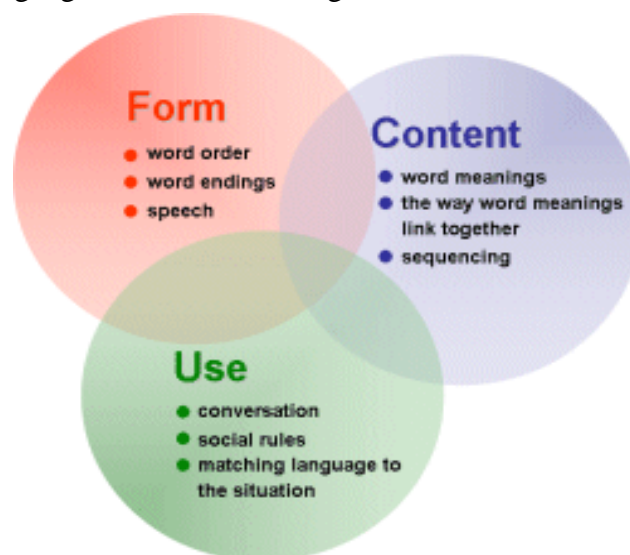 Form
word order
word endings
speech
Content
word meanings
the way word meanings
link together
sequencing
Use
conversation
social rules
matching language to
the situation